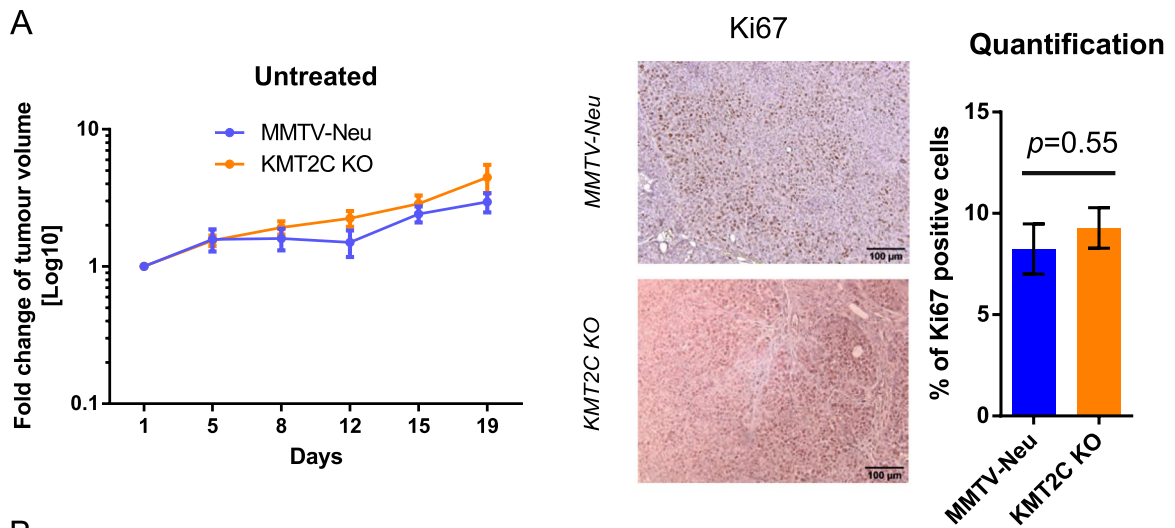 A
Untreated
Fold change of tumour volume
[Log10]
10
1
0.1
MMTV-Neu
KMT2C KO
1 5 8 12 15 19
Days
Ki67
MMTV-Neu
100 µm
KMT2C KO
100 µm
Quantification
% of Ki67 positive cells
15
10
5
0
p=0.55
MMTV-Neu
KMT2C KO